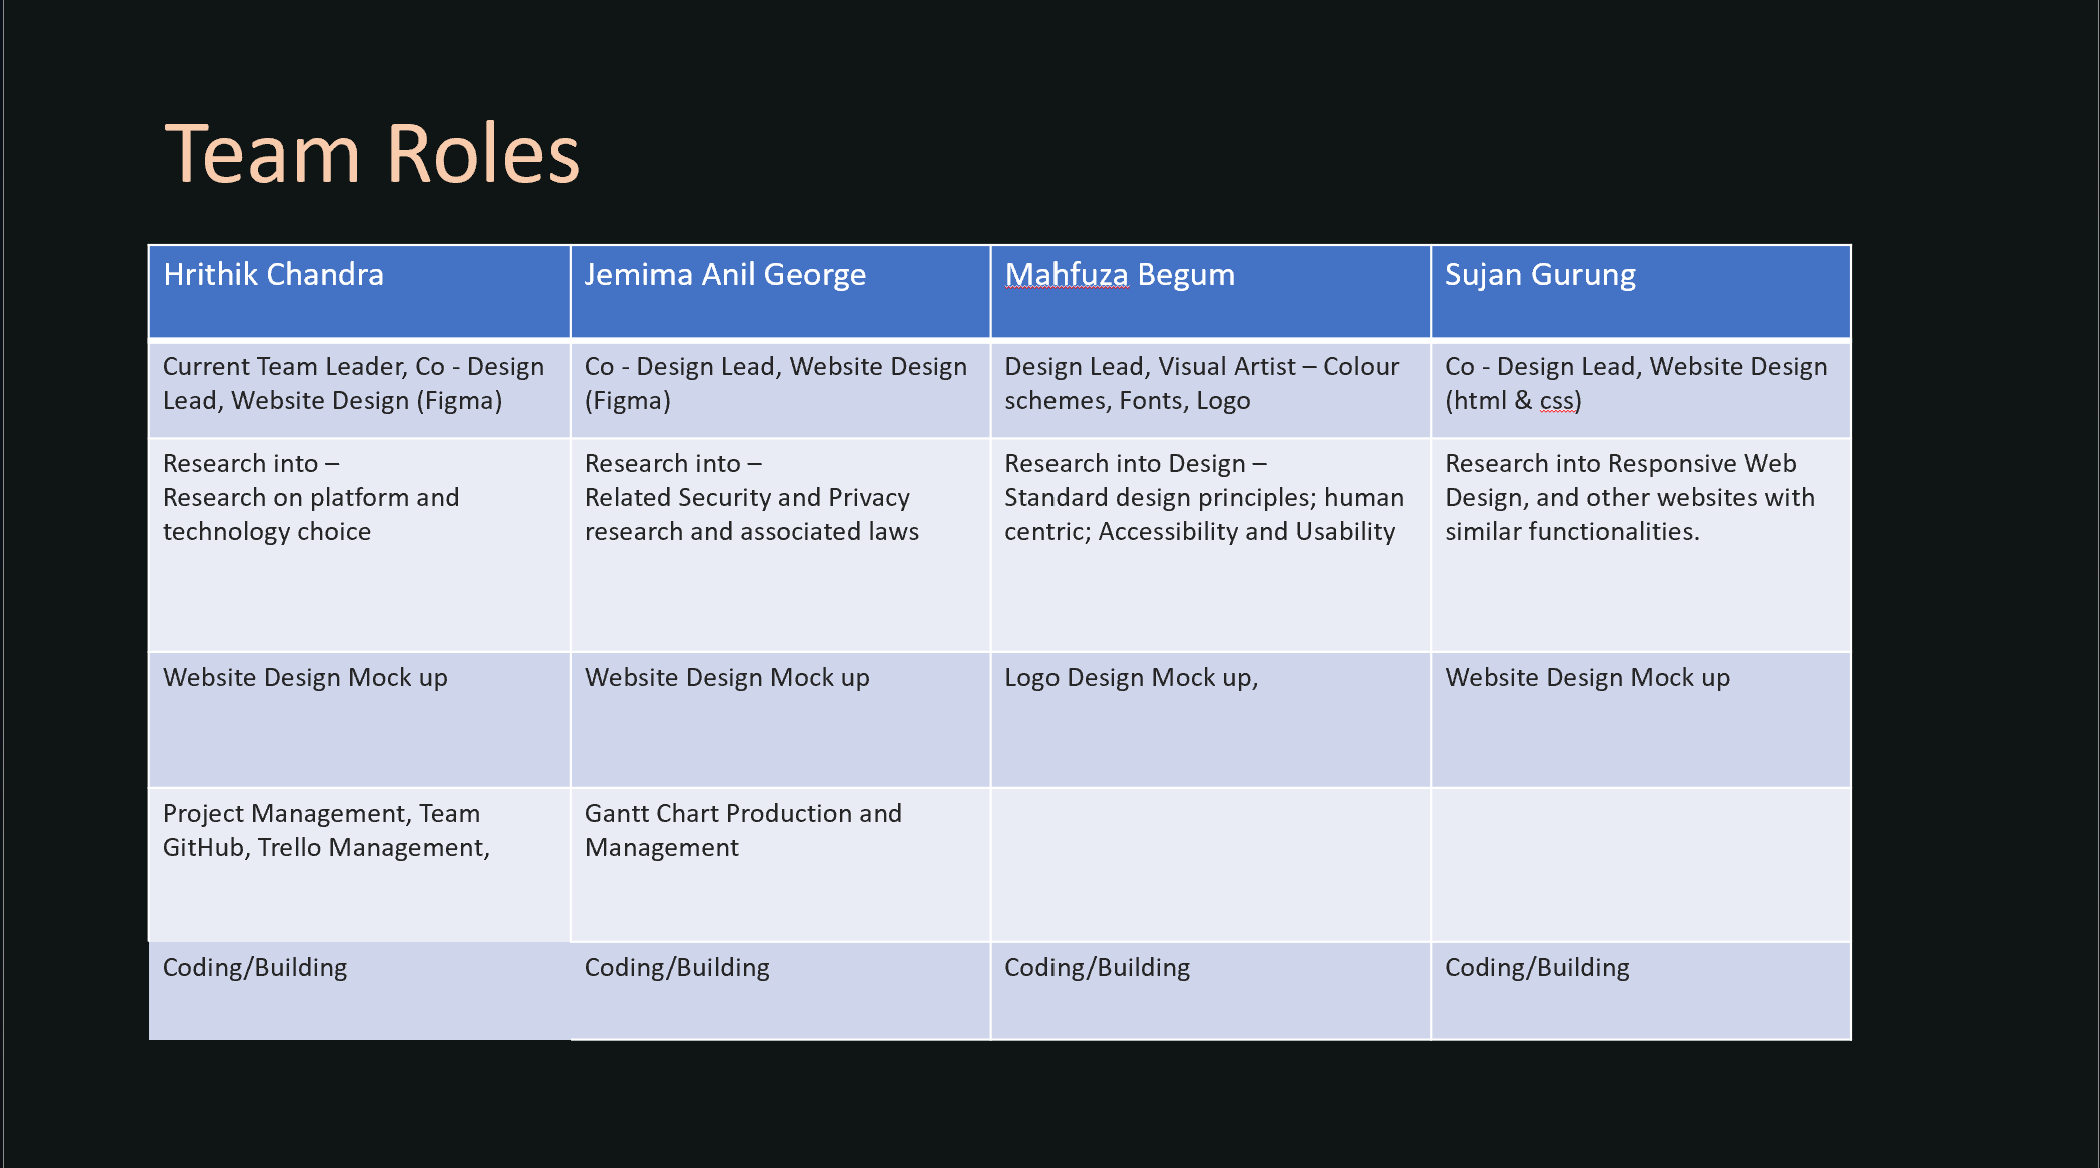 Team Roles
Hrithik Chandra
Jemima Anil George
Mahfuza Begum
Sujan Gurung
Current Team Leader, Co - Design
Lead, Website Design (Figma)
Co - Design Lead, Website Design
(Figma)
Design Lead, Visual Artist – Colour
schemes, Fonts, Logo
Co - Design Lead, Website Design
(html & css)
Research into –
Research on platform and
technology choice
Research into –
Related Security and Privacy
research and associated laws
Research into Design –
Standard design principles; human
centric; Accessibility and Usability
Research into Responsive Web
Design, and other websites with
similar functionalities.
Website Design Mock up
Website Design Mock up
Logo Design Mock up,
Website Design Mock up
Project Management, Team
GitHub, Trello Management,
Gantt Chart Production and
Management
Coding/Building
Coding/Building
Coding/Building
Coding/Building